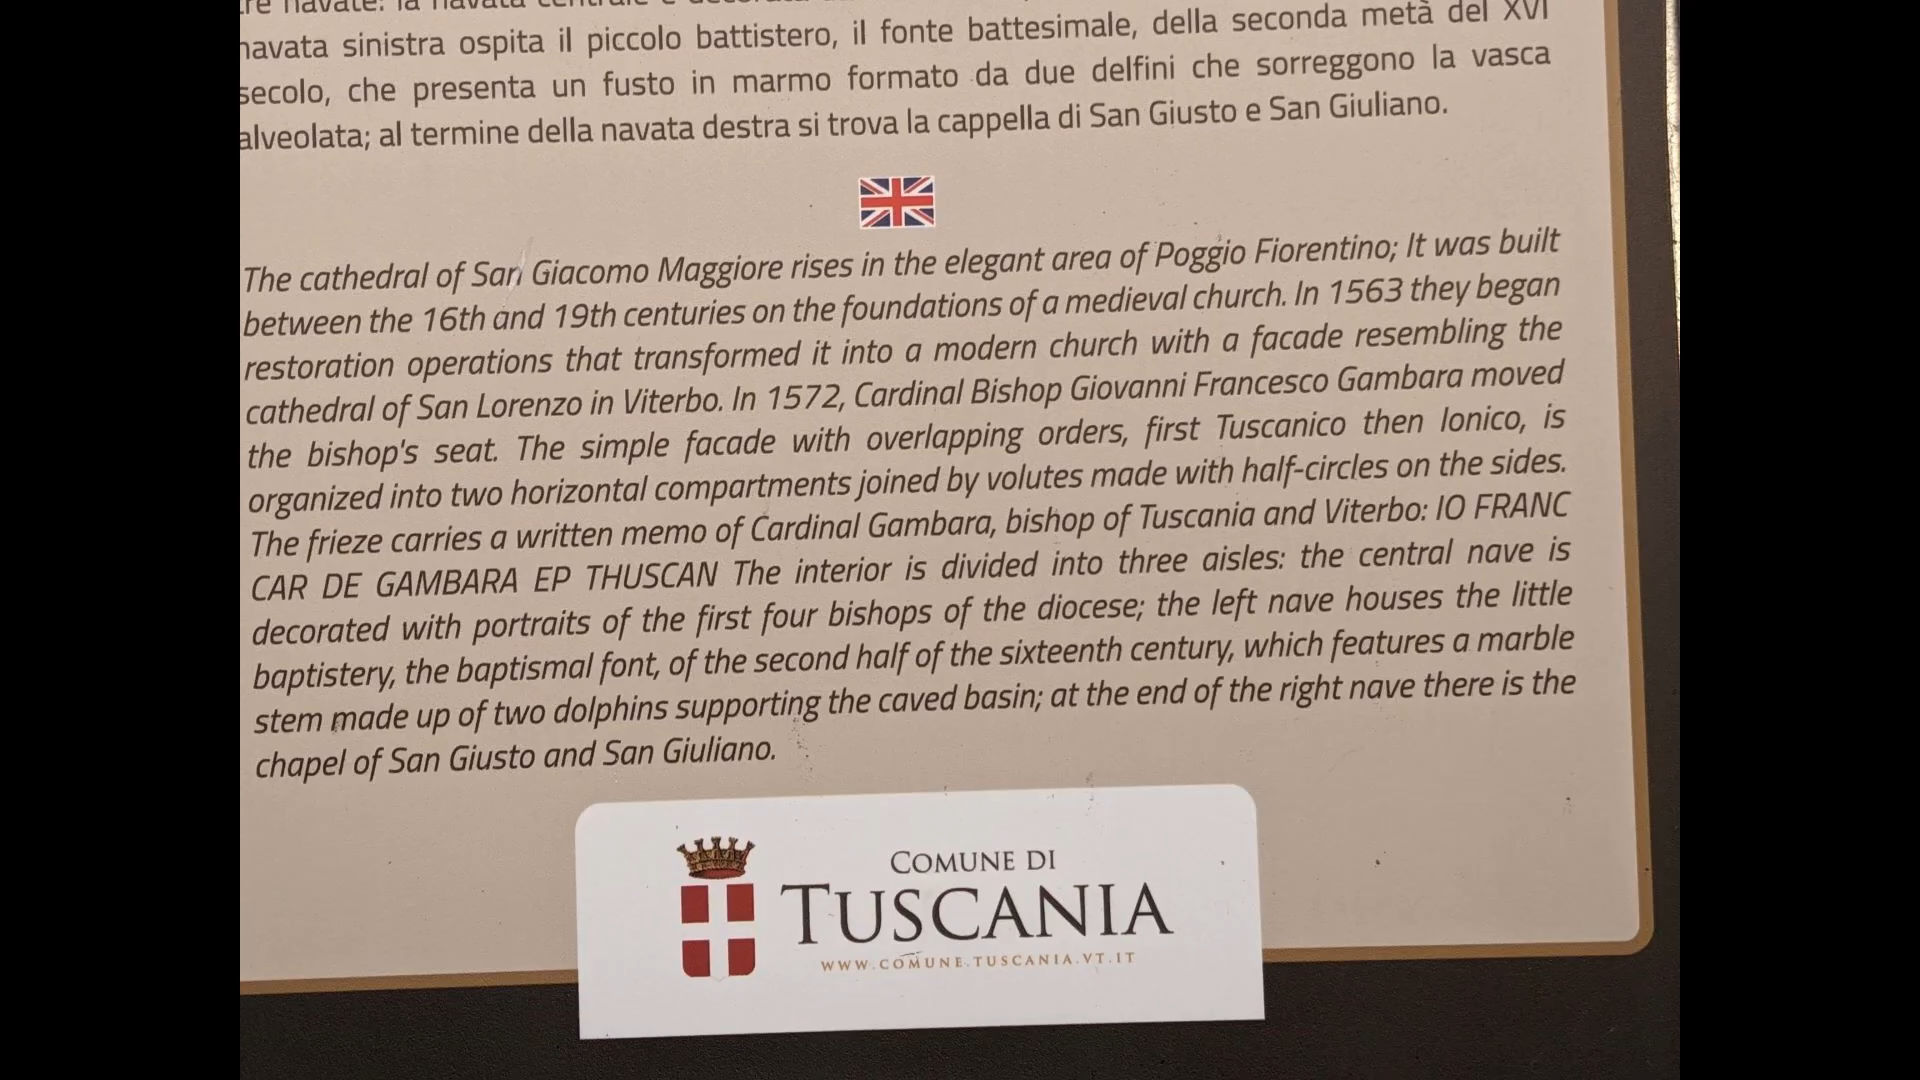 tre navate: la navata centrale è decorata
navata sinistra ospita il piccolo battistero, il fonte battesimale, della seconda metà del XVI
secolo, che presenta un fusto in marmo formato da due delfini che sorreggono la vasca
alveolata; al termine della navata destra si trova la cappella di San Giusto e San Giuliano.
The cathedral of San Giacomo Maggiore rises in the elegant area of Poggio Fiorentino; It was built
between the 16th and 19th centuries on the foundations of a medieval church. In 1563 they began
restoration operations that transformed it into a modern church with a facade resembling the
cathedral of San Lorenzo in Viterbo. In 1572, Cardinal Bishop Giovanni Francesco Gambara moved
the bishop's seat. The simple facade with overlapping orders, first Tuscanico then Ionico, is
organized into two horizontal compartments joined by volutes made with half-circles on the sides.
The frieze carries a written memo of Cardinal Gambara, bishop of Tuscania and Viterbo: IO FRANC
CAR DE GAMBARA EP THUSCAN The interior is divided into three aisles: the central nave is
decorated with portraits of the first four bishops of the diocese; the left nave houses the little
baptistery, the baptismal font, of the second half of the sixteenth century, which features a marble
stem made up of two dolphins supporting the caved basin; at the end of the right nave there is the
chapel of San Giusto and San Giuliano.
COMUNE DI
TUSCANIA
WWW.COMUNE.TUSCANIA.VT.IT